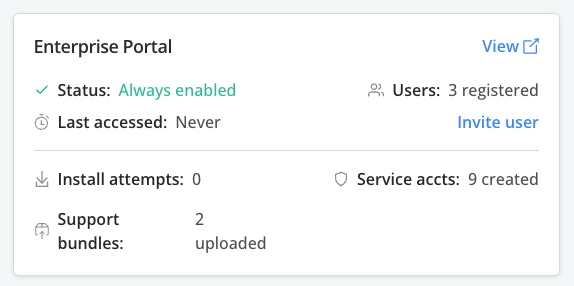 Enterprise Portal
View
Status: Always enabled
Users: 3 registered
Last accessed: Never
Invite user
Install attempts: 0
Service accts: 9 created
Support bundles: 2 uploaded